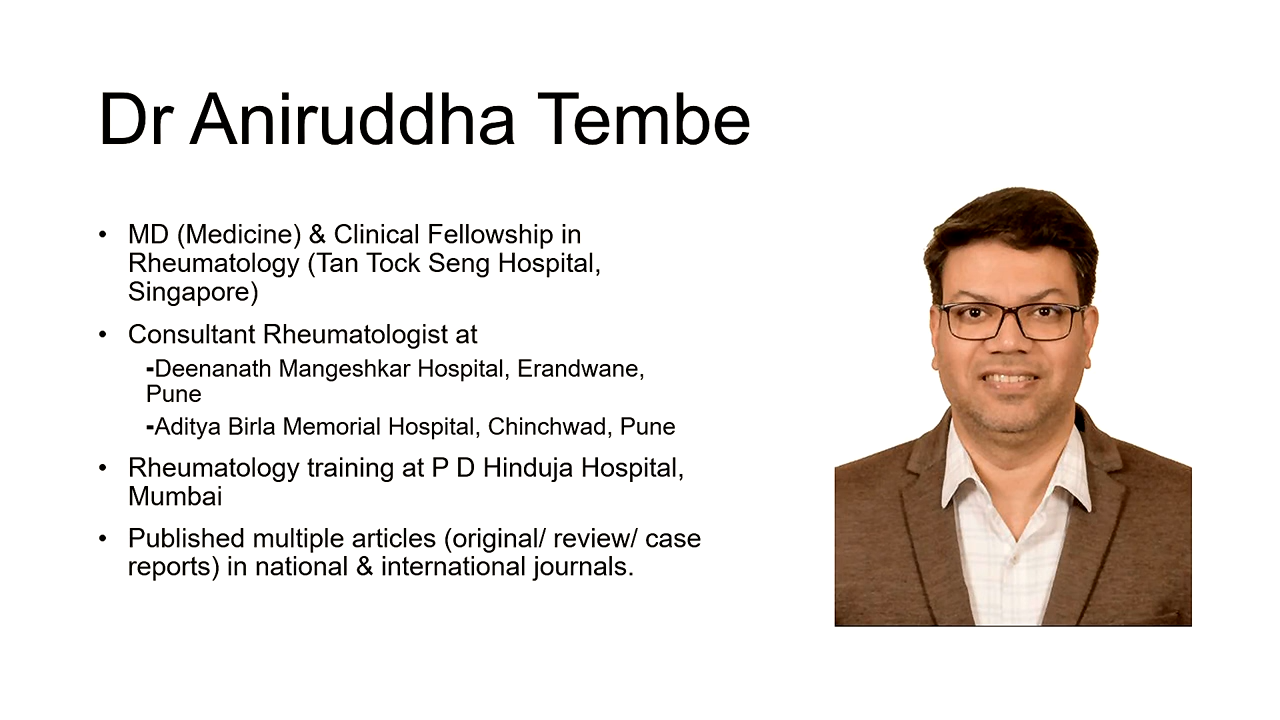 Dr Aniruddha Tembe
• MD (Medicine) & Clinical Fellowship in
Rheumatology (Tan Tock Seng Hospital,
Singapore)
• Consultant Rheumatologist at
-Deenanath Mangeshkar Hospital, Erandwane,
Pune
-Aditya Birla Memorial Hospital, Chinchwad, Pune
• Rheumatology training at P D Hinduja Hospital,
Mumbai
• Published multiple articles (original/ review/ case
reports) in national & international journals.